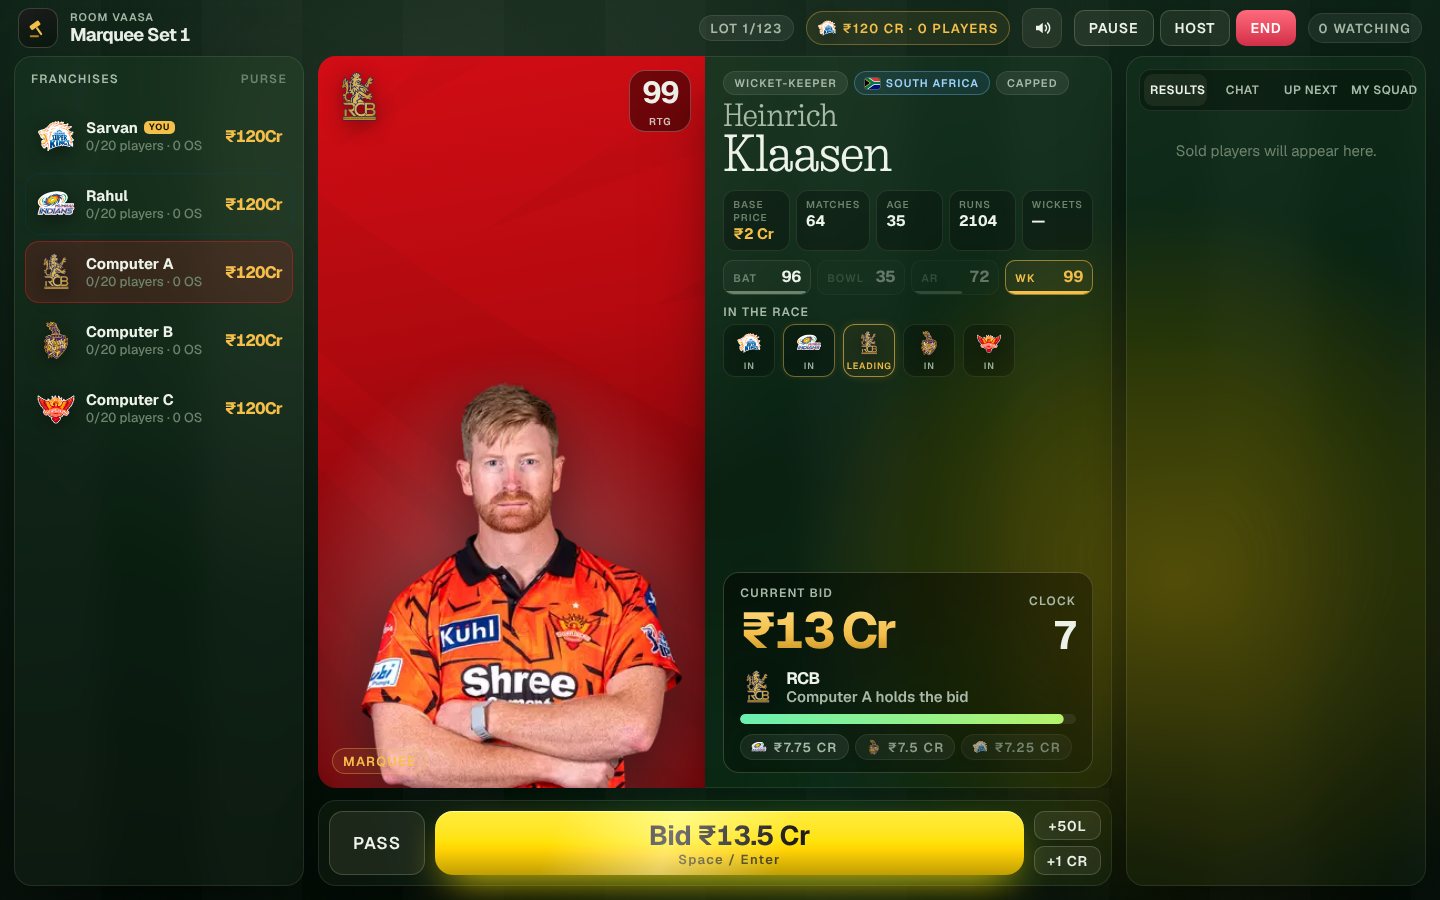 ROOM VAASA
Marquee Set 1
LOT 1/123
₹120 CR · 0 PLAYERS
PAUSE
HOST
END
0 WATCHING
FRANCHISES
PURSE
Sarvan YOU
0/20 players · 0 OS
₹120Cr
Rahul
0/20 players · 0 OS
₹120Cr
Computer A
0/20 players · 0 OS
₹120Cr
Computer B
0/20 players · 0 OS
₹120Cr
Computer C
0/20 players · 0 OS
₹120Cr
RCB
99
RTG
Kühl
Shree
MARQUEE
WICKET-KEEPER
SOUTH AFRICA
CAPPED
Heinrich
Klaasen
BASE PRICE
₹2 Cr
MATCHES
64
AGE
35
RUNS
2104
WICKETS
—
BAT 96
BOWL 35
AR 72
WK 99
IN THE RACE
IN
IN
LEADING
IN
IN
CURRENT BID
₹13 Cr
CLOCK
7
RCB
Computer A holds the bid
₹7.75 CR
₹7.5 CR
₹7.25 CR
PASS
Bid ₹13.5 Cr
Space / Enter
+50L
+1 CR
RESULTS
CHAT
UP NEXT
MY SQUAD
Sold players will appear here.